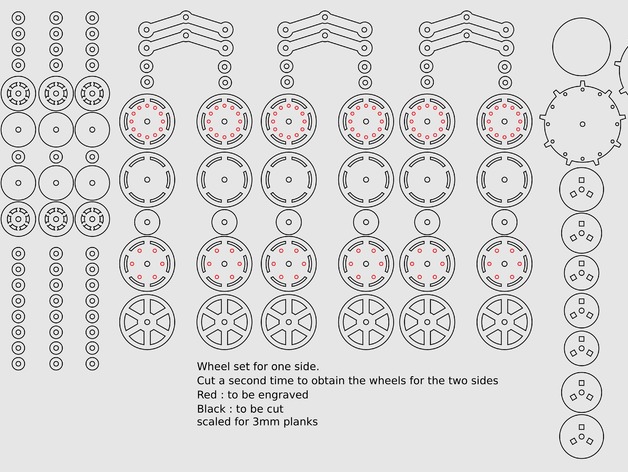 Wheel set for one side.
Cut a second time to obtain the wheels for the two sides
Red : to be engraved
Black : to be cut
scaled for 3mm planks